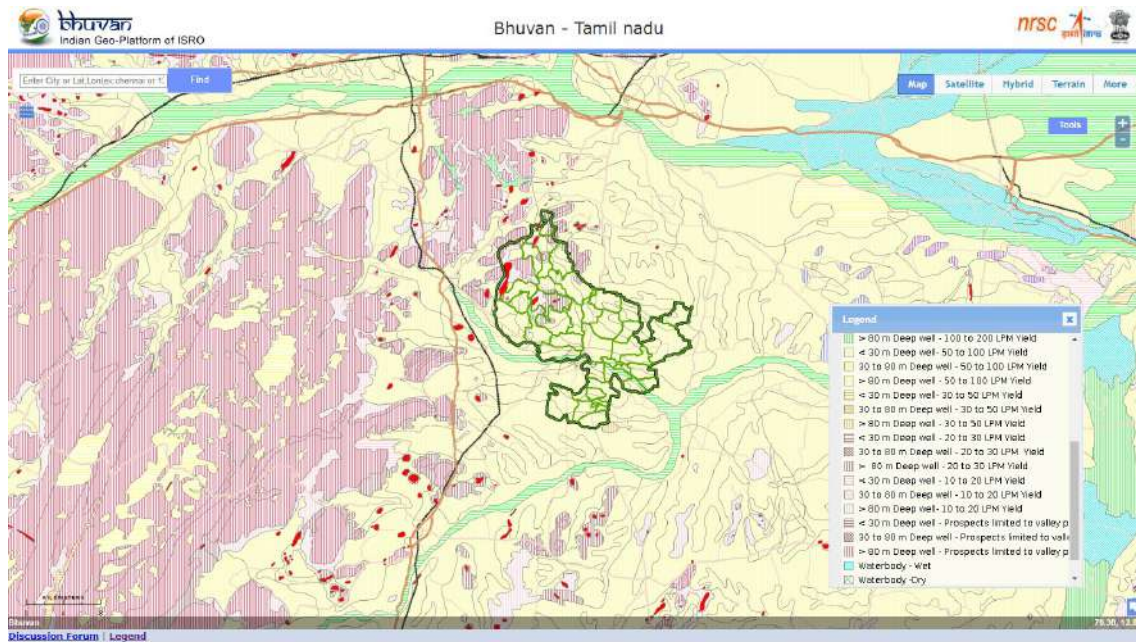 bhuvan
Indian Geo-Platform of ISRO
Bhuvan - Tamil nadu
nrsc
Find
Map Satellite Hybrid Terrain More
Tools
+
-
Legend
x
> 80 m Deep well - 100 to 200 LPM Yield
< 30 m Deep well- 50 to 100 LPM Yield
30 to 80 m Deep well - 50 to 100 LPM Yield
> 80 m Deep well - 50 to 100 LPM Yield
< 30 m Deep well- 30 to 50 LPM Yield
30 to 80 m Deep well - 30 to 50 LPM Yield
> 80 m Deep well - 30 to 50 LPM Yield
< 30 m Deep well - 20 to 30 LPM Yield
30 to 80 m Deep well - 20 to 30 LPM Yield
> 80 m Deep well - 20 to 30 LPM Yield
< 30 m Deep well - 10 to 20 LPM Yield
30 to 80 m Deep well - 10 to 20 LPM Yield
> 80 m Deep well - 10 to 20 LPM Yield
< 30 m Deep well - Prospects limited to valley p
30 to 80 m Deep well - Prospects limited to vall
> 80 m Deep well - Prospects limited to valley p
Waterbody - Wet
Waterbody -Dry
KILOMETERS
Bhuvan
Discussion Forum | Legend